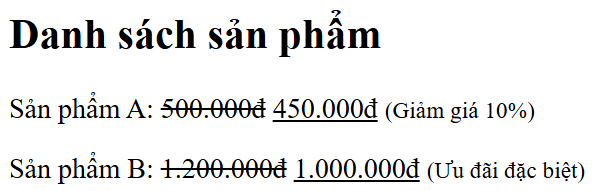 Danh sách sản phẩm
Sản phẩm A: 500.000đ 450.000đ (Giảm giá 10%)
Sản phẩm B: 1.200.000đ 1.000.000đ (Ưu đãi đặc biệt)